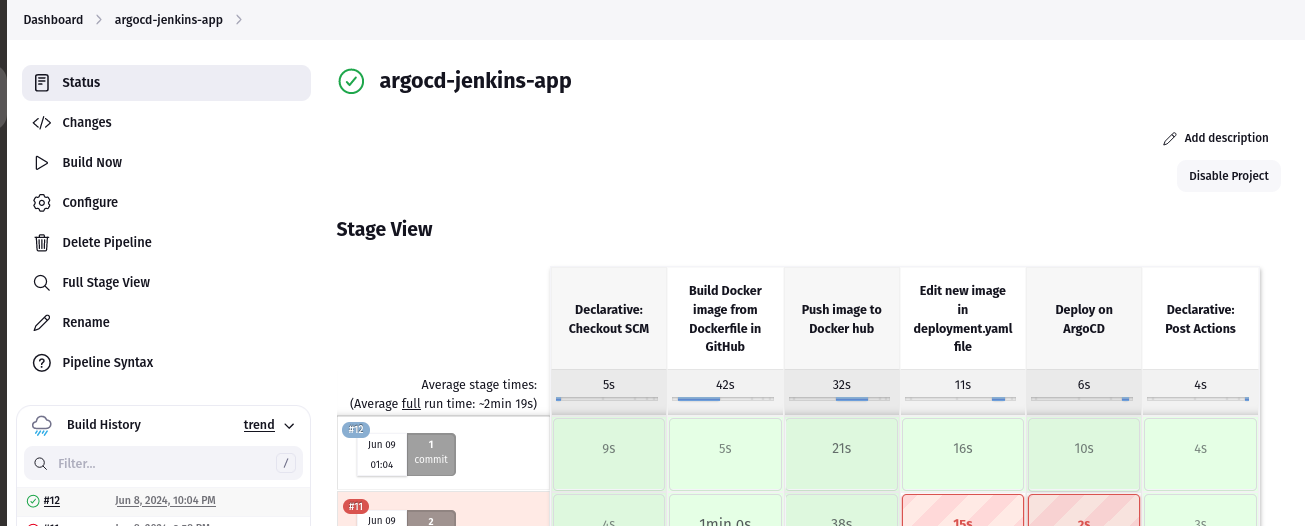 Dashboard
argocd-jenkins-app
Status
Changes
Build Now
Configure
Delete Pipeline
Full Stage View
Rename
Pipeline Syntax
Build History
trend
Filter...
/
#12
Jun 8, 2024, 10:04 PM
#11
argocd-jenkins-app
Add description
Disable Project
Stage View
Declarative:
Checkout SCM
Build Docker
image from
Dockerfile in
GitHub
Push image to
Docker hub
Edit new image
in
deployment.yaml
file
Deploy on
ArgoCD
Declarative:
Post Actions
Average stage times:
(Average full run time: ~2min 19s)
5s
42s
32s
11s
6s
4s
#12
Jun 09
01:04
1
commit
9s
5s
21s
16s
10s
4s
#11
Jun 09
2
4s
1min 0s
38s
15s
2s
3s